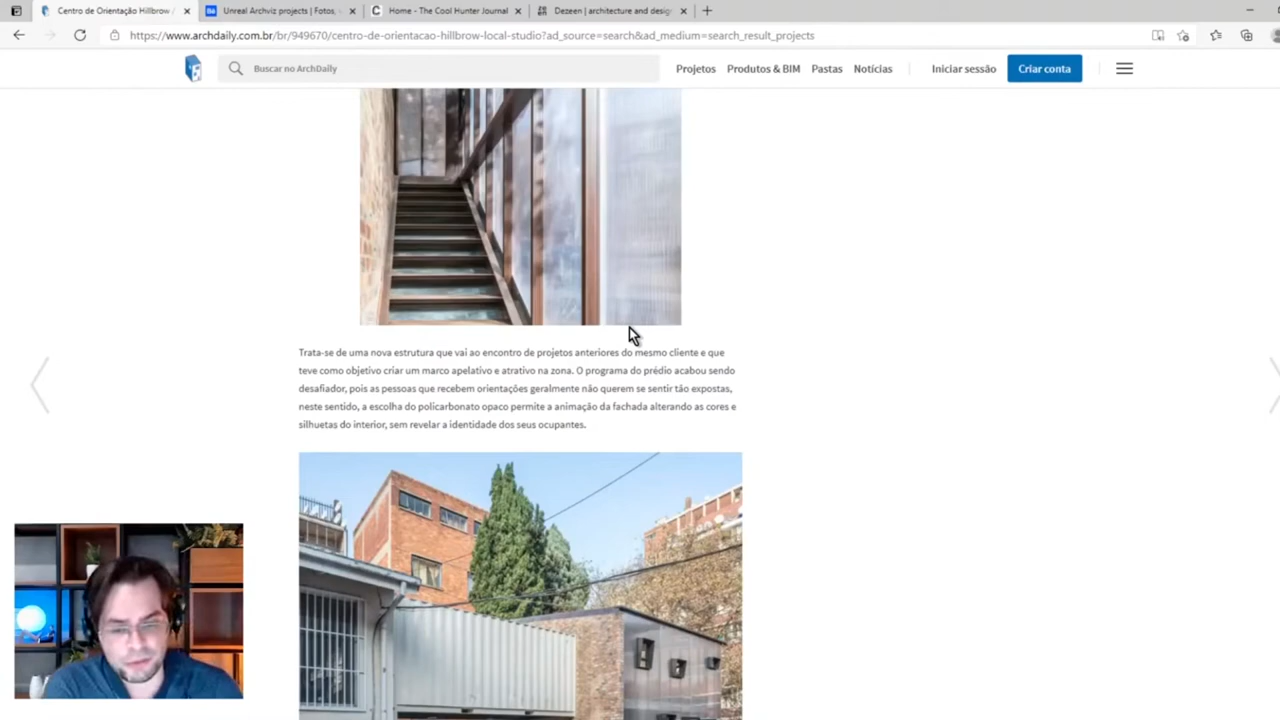 Centro de Orientação Hillbrow /
Unreal Archviz projects | Fotos,
Home - The Cool Hunter Journal
Dezeen | architecture and desig
https://www.archdaily.com.br/br/949670/centro-de-orientacao-hillbrow-local-studio?ad_source=search&ad_medium=search_result_projects
Buscar no ArchDaily
Projetos
Produtos & BIM
Pastas
Notícias
Iniciar sessão
Criar conta
Trata-se de uma nova estrutura que vai ao encontro de projetos anteriores do mesmo cliente e que
teve como objetivo criar um marco apelativo e atrativo na zona. O programa do prédio acabou sendo
desafiador, pois as pessoas que recebem orientações geralmente não querem se sentir tão expostas,
neste sentido, a escolha do policarbonato opaco permite a animação da fachada alterando as cores e
silhuetas do interior, sem revelar a identidade dos seus ocupantes.